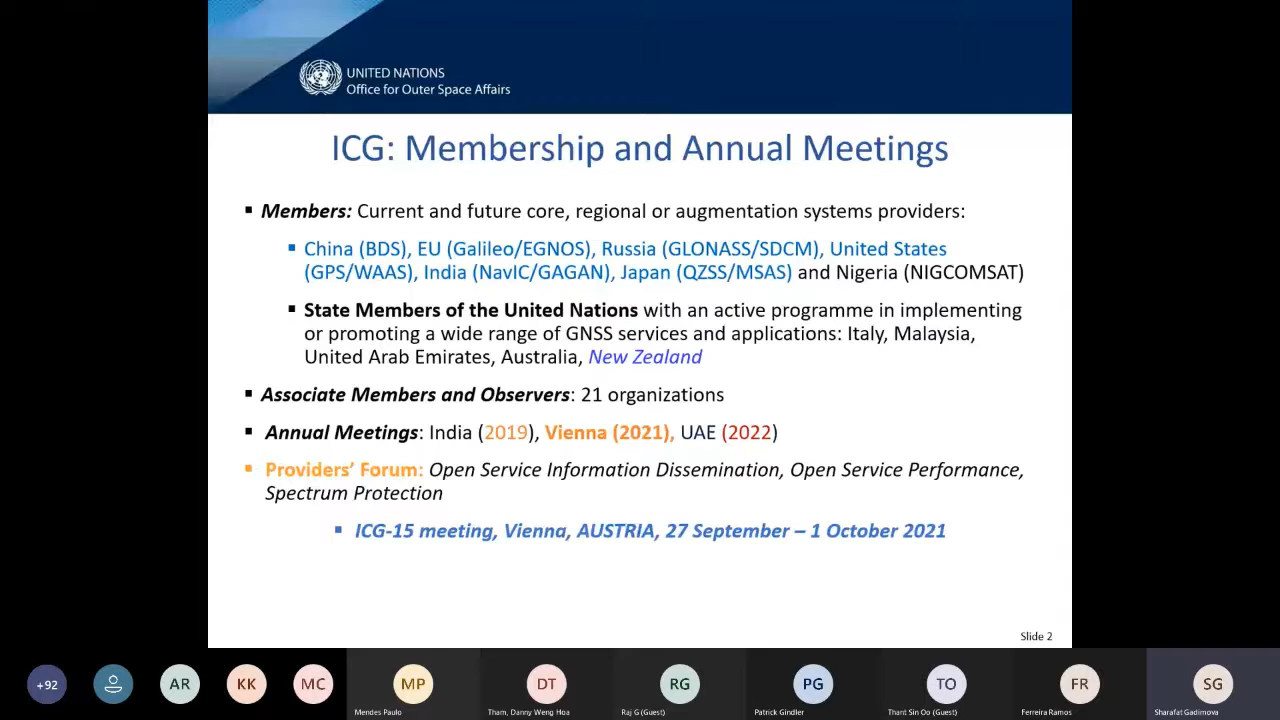 UNITED NATIONS
Office for Outer Space Affairs
ICG: Membership and Annual Meetings
▪ Members: Current and future core, regional or augmentation systems providers:
▪ China (BDS), EU (Galileo/EGNOS), Russia (GLONASS/SDCM), United States
(GPS/WAAS), India (NavIC/GAGAN), Japan (QZSS/MSAS) and Nigeria (NIGCOMSAT)
▪ State Members of the United Nations with an active programme in implementing
or promoting a wide range of GNSS services and applications: Italy, Malaysia,
United Arab Emirates, Australia, New Zealand
▪ Associate Members and Observers: 21 organizations
▪ Annual Meetings: India (2019), Vienna (2021), UAE (2022)
▪ Providers’ Forum: Open Service Information Dissemination, Open Service Performance,
Spectrum Protection
▪ ICG-15 meeting, Vienna, AUSTRIA, 27 September – 1 October 2021
Slide 2
+92 AR KK MC MP DT RG PG TO FR SG
Mendes Paulo Tham, Danny Weng Hoa Raj G (Guest) Patrick Gindler Thant Sin Oo (Guest) Ferreira Ramos Sharafat Gadimova